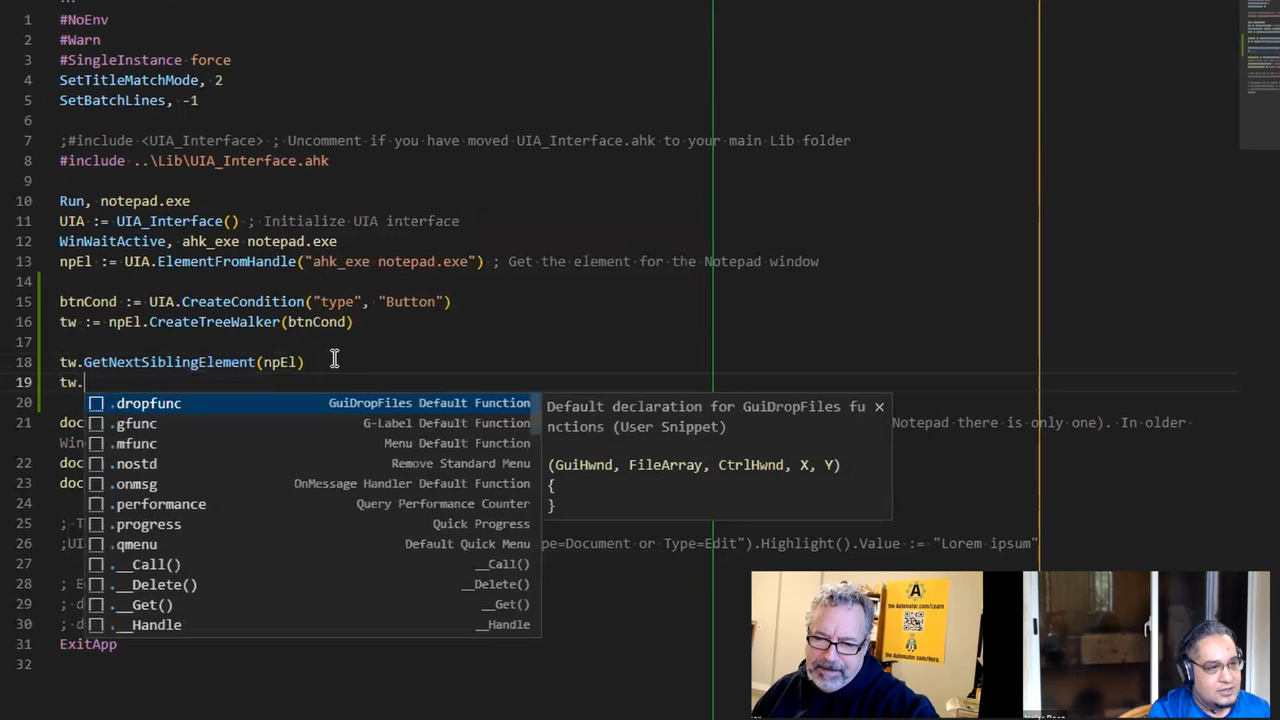 1 #NoEnv
2 #Warn
3 #SingleInstance force
4 SetTitleMatchMode, 2
5 SetBatchLines, -1
6
7 ;#include <UIA_Interface> ; Uncomment if you have moved UIA_Interface.ahk to your main Lib folder
8 #include ..\Lib\UIA_Interface.ahk
9
10 Run, notepad.exe
11 UIA := UIA_Interface() ; Initialize UIA interface
12 WinWaitActive, ahk_exe notepad.exe
13 npEl := UIA.ElementFromHandle("ahk_exe notepad.exe") ; Get the element for the Notepad window
14
15 btnCond := UIA.CreateCondition("type", "Button")
16 tw := npEl.CreateTreeWalker(btnCond)
17
18 tw.GetNextSiblingElement(npEl)
19 tw.
20
.dropfunc GuiDropFiles Default Function
.gfunc G-Label Default Function
.mfunc Menu Default Function
.nostd Remove Standard Menu
.onmsg OnMessage Handler Default Function
.performance Query Performance Counter
.progress Quick Progress
.qmenu Default Quick Menu
.__Call() __Call()
.__Delete() __Delete()
.__Get() __Get()
.__Handle __Handle
Default declaration for GuiDropFiles fu
nctions (User Snippet)
(GuiHwnd, FileArray, CtrlHwnd, X, Y)
{
}
21 doc Notepad there is only one). In older
Win
22 doc
23 doc
24
25 ; T
26 ;UI pe=Document or Type=Edit").Highlight().Value := "Lorem ipsum"
27
28 ; E
29 ; d
30 ; d
31 ExitApp
32
A
the Automator.com/Learn
the Automator.com/Hero